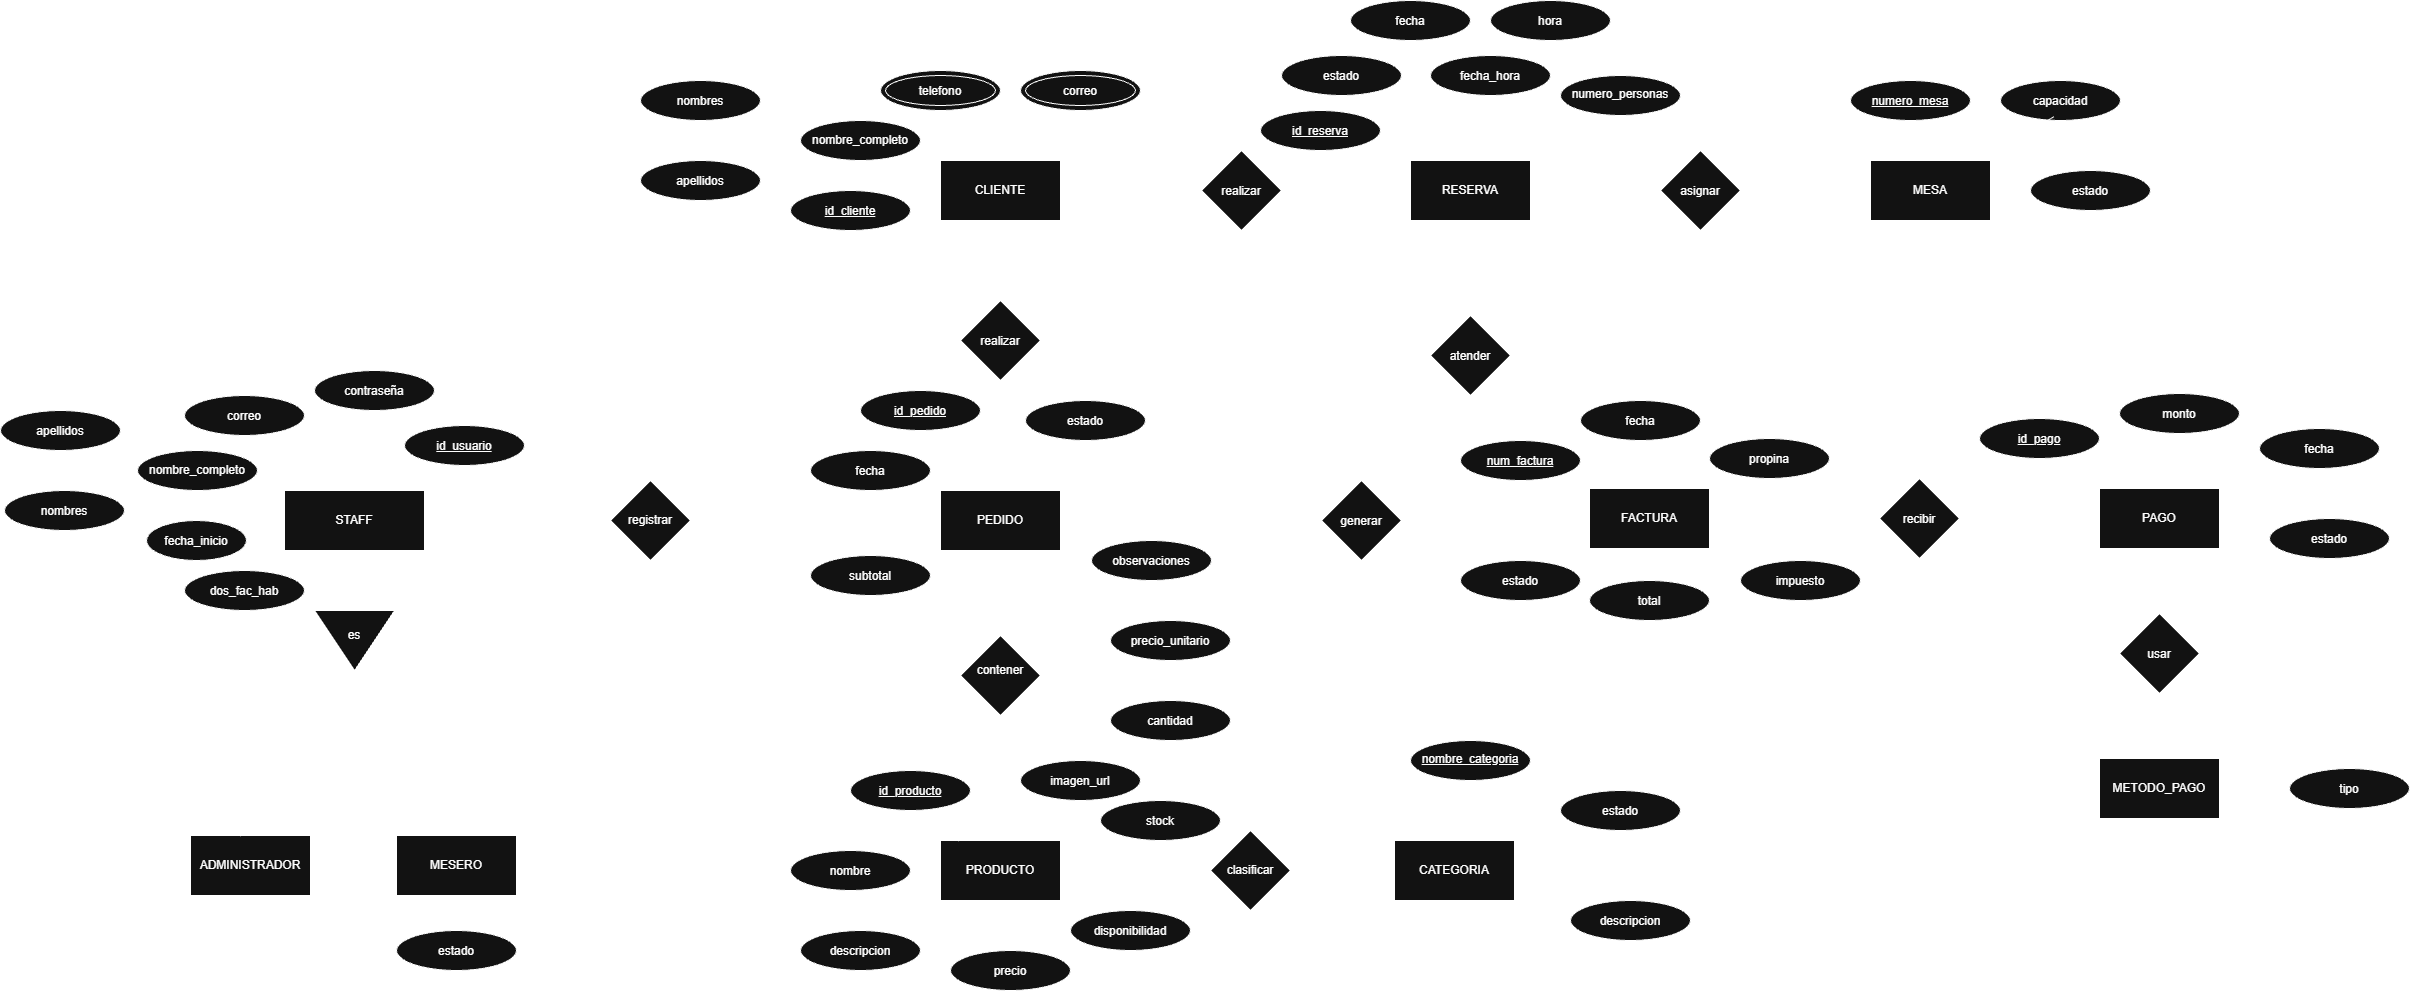 fecha
hora
estado
fecha_hora
numero_personas
id_reserva
nombres
telefono
correo
nombre_completo
apellidos
id_cliente
CLIENTE
realizar
RESERVA
asignar
numero_mesa
capacidad
MESA
estado
realizar
atender
contraseña
correo
apellidos
id_usuario
nombre_completo
nombres
STAFF
fecha_inicio
dos_fac_hab
es
registrar
id_pedido
estado
fecha
PEDIDO
subtotal
observaciones
generar
fecha
num_factura
propina
FACTURA
estado
total
impuesto
recibir
id_pago
monto
fecha
PAGO
estado
usar
contener
precio_unitario
cantidad
METODO_PAGO
tipo
ADMINISTRADOR
MESERO
estado
id_producto
imagen_url
stock
nombre
PRODUCTO
descripcion
precio
disponibilidad
clasificar
nombre_categoria
estado
CATEGORIA
descripcion